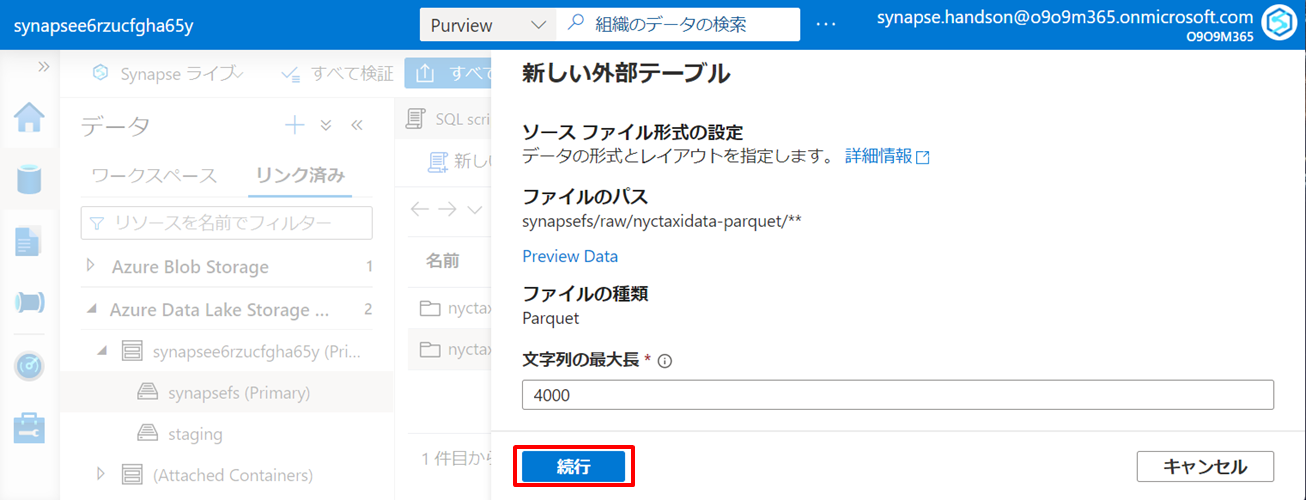 synapsee6rzucfgha65y
Purview
組織のデータの検索
...
synapse.handson@o9o9m365.onmicrosoft.com
O9O9M365
Synapse ライブ
すべて検証
すべて
データ
ワークスペース
リンク済み
リソースを名前でフィルター
Azure Blob Storage 1
Azure Data Lake Storage ... 2
synapsee6rzucfgha65y (Pri...
synapsefs (Primary)
staging
(Attached Containers)
SQL scri
新し
名前
nyctax
nyctax
1 件目から
新しい外部テーブル
ソース ファイル形式の設定
データの形式とレイアウトを指定します。 詳細情報
ファイルのパス
synapsefs/raw/nyctaxidata-parquet/**
Preview Data
ファイルの種類
Parquet
文字列の最大長 *
4000
続行
キャンセル